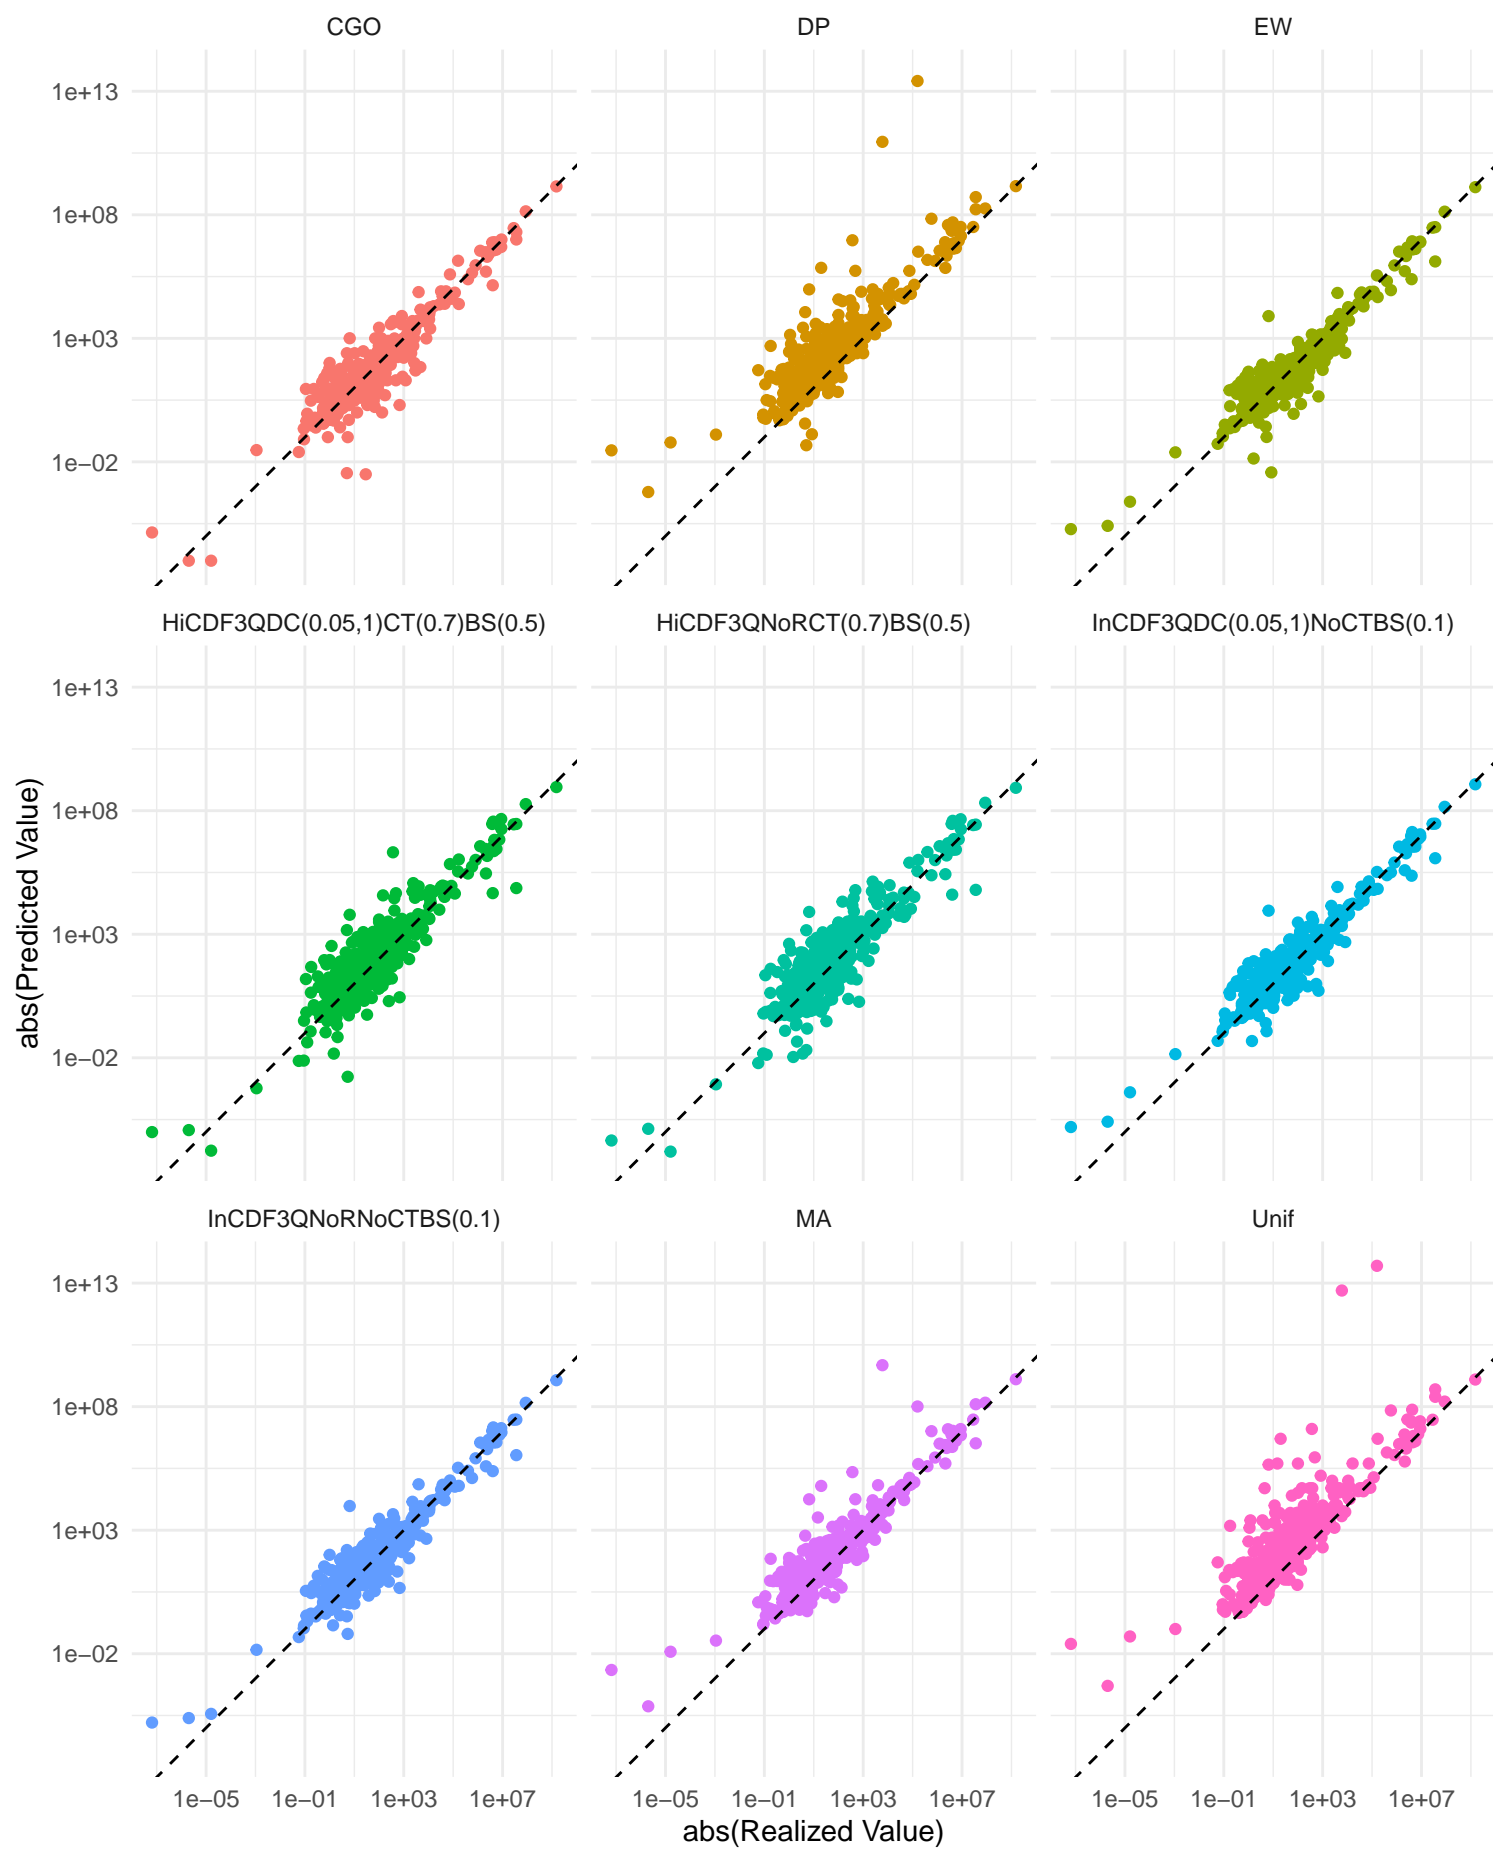 CGO DP EW
1e+13
1e+08
1e+03
1e−02
HiCDF3QDC(0.05,1)CT(0.7)BS(0.5) HiCDF3QNoRCT(0.7)BS(0.5) InCDF3QDC(0.05,1)NoCTBS(0.1)
1e+13
1e+08
1e+03
1e−02
abs(Predicted Value)
InCDF3QNoRNoCTBS(0.1) MA Unif
1e+13
1e+08
1e+03
1e−02
1e−05 1e−01 1e+03 1e+07 1e−05 1e−01 1e+03 1e+07 1e−05 1e−01 1e+03 1e+07
abs(Realized Value)